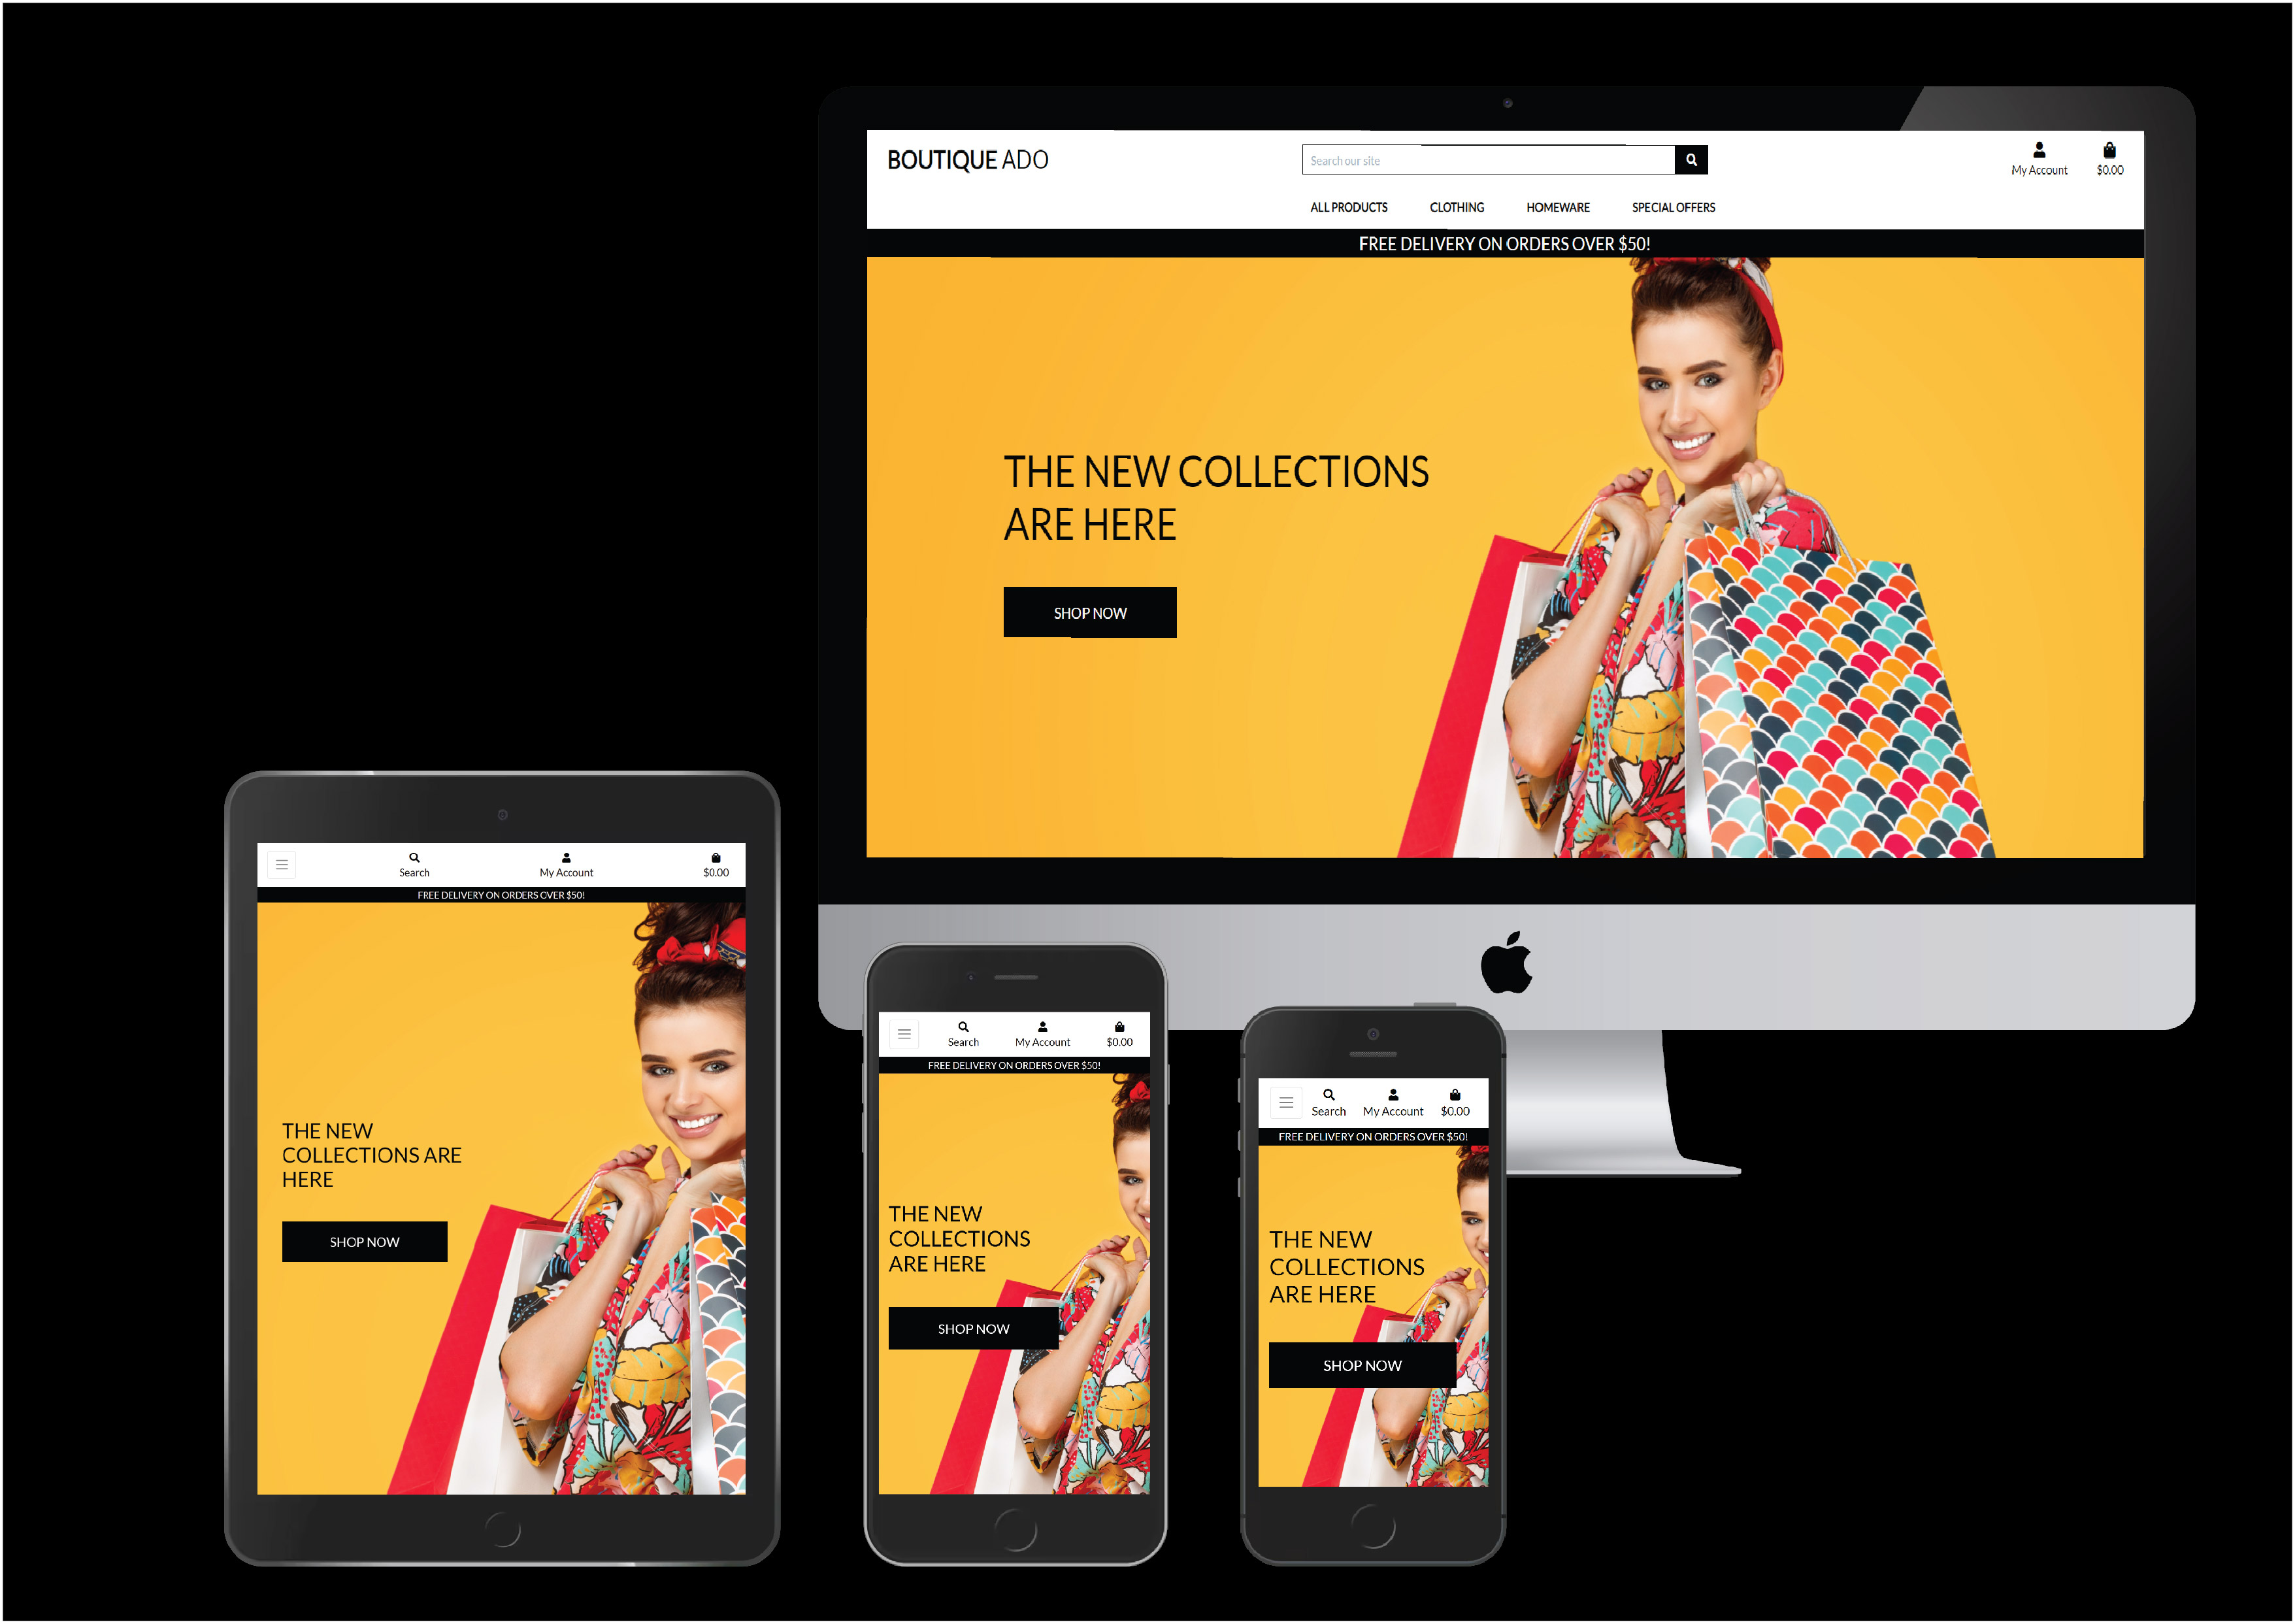 BOUTIQUE ADO
Search our site
My Account
$0.00
ALL PRODUCTS CLOTHING HOMEWARE SPECIAL OFFERS
FREE DELIVERY ON ORDERS OVER $50!
THE NEW COLLECTIONS
ARE HERE
SHOP NOW
Search My Account $0.00
FREE DELIVERY ON ORDERS OVER $50!
THE NEW
COLLECTIONS ARE
HERE
SHOP NOW
Search My Account $0.00
FREE DELIVERY ON ORDERS OVER $50!
THE NEW
COLLECTIONS
ARE HERE
SHOP NOW
Search My Account $0.00
FREE DELIVERY ON ORDERS OVER $50!
THE NEW
COLLECTIONS
ARE HERE
SHOP NOW